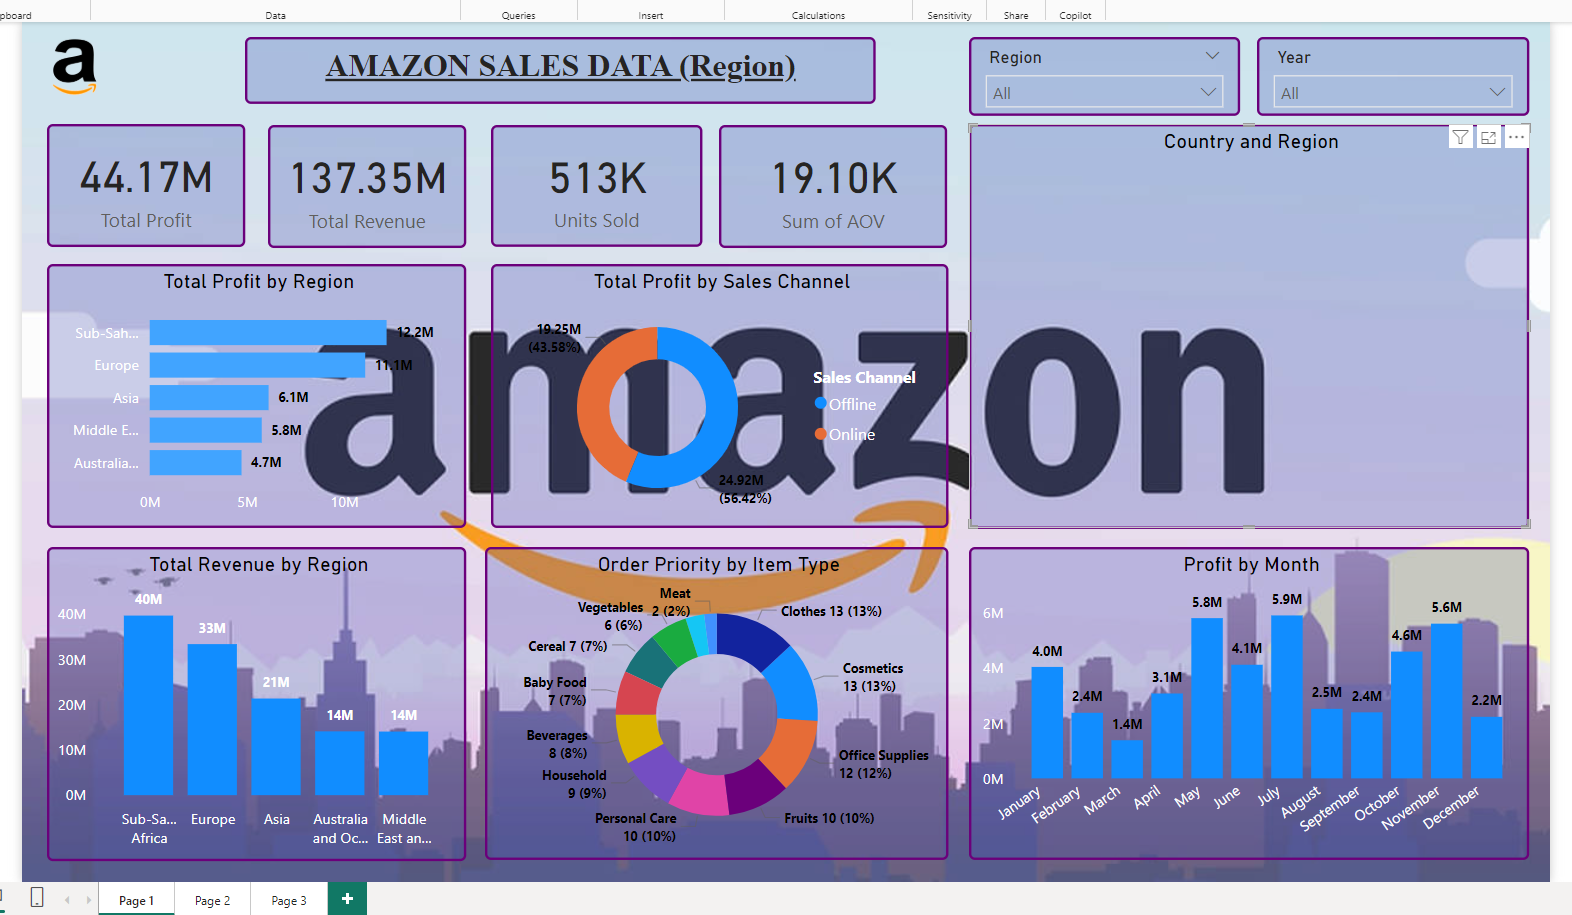 pboard
Data
Queries
Insert
Calculations
Sensitivity
Share
Copilot
a
AMAZON SALES DATA (Region)
Region
All
Year
All
44.17M
Total Profit
137.35M
Total Revenue
513K
Units Sold
19.10K
Sum of AOV
Country and Region
amazon
Total Profit by Region
Sub-Sah...
12.2M
Europe
11.1M
Asia
6.1M
Middle E...
5.8M
Australia...
4.7M
0M
5M
10M
Total Profit by Sales Channel
19.25M
(43.58%)
24.92M
(56.42%)
Sales Channel
Offline
Online
Total Revenue by Region
40M
30M
20M
10M
0M
40M
33M
21M
14M
14M
Sub-Sa...
Africa
Europe
Asia
Australia
and Oc...
Middle
East an...
Order Priority by Item Type
Meat
2 (2%)
Vegetables
6 (6%)
Cereal 7 (7%)
Baby Food
7 (7%)
Beverages
8 (8%)
Household
9 (9%)
Personal Care
10 (10%)
Clothes 13 (13%)
Cosmetics
13 (13%)
Office Supplies
12 (12%)
Fruits 10 (10%)
Profit by Month
6M
4M
2M
0M
4.0M
2.4M
1.4M
3.1M
5.8M
4.1M
5.9M
2.5M
2.4M
4.6M
5.6M
2.2M
January
February
March
April
May
June
July
August
September
October
November
December
Page 1
Page 2
Page 3
+